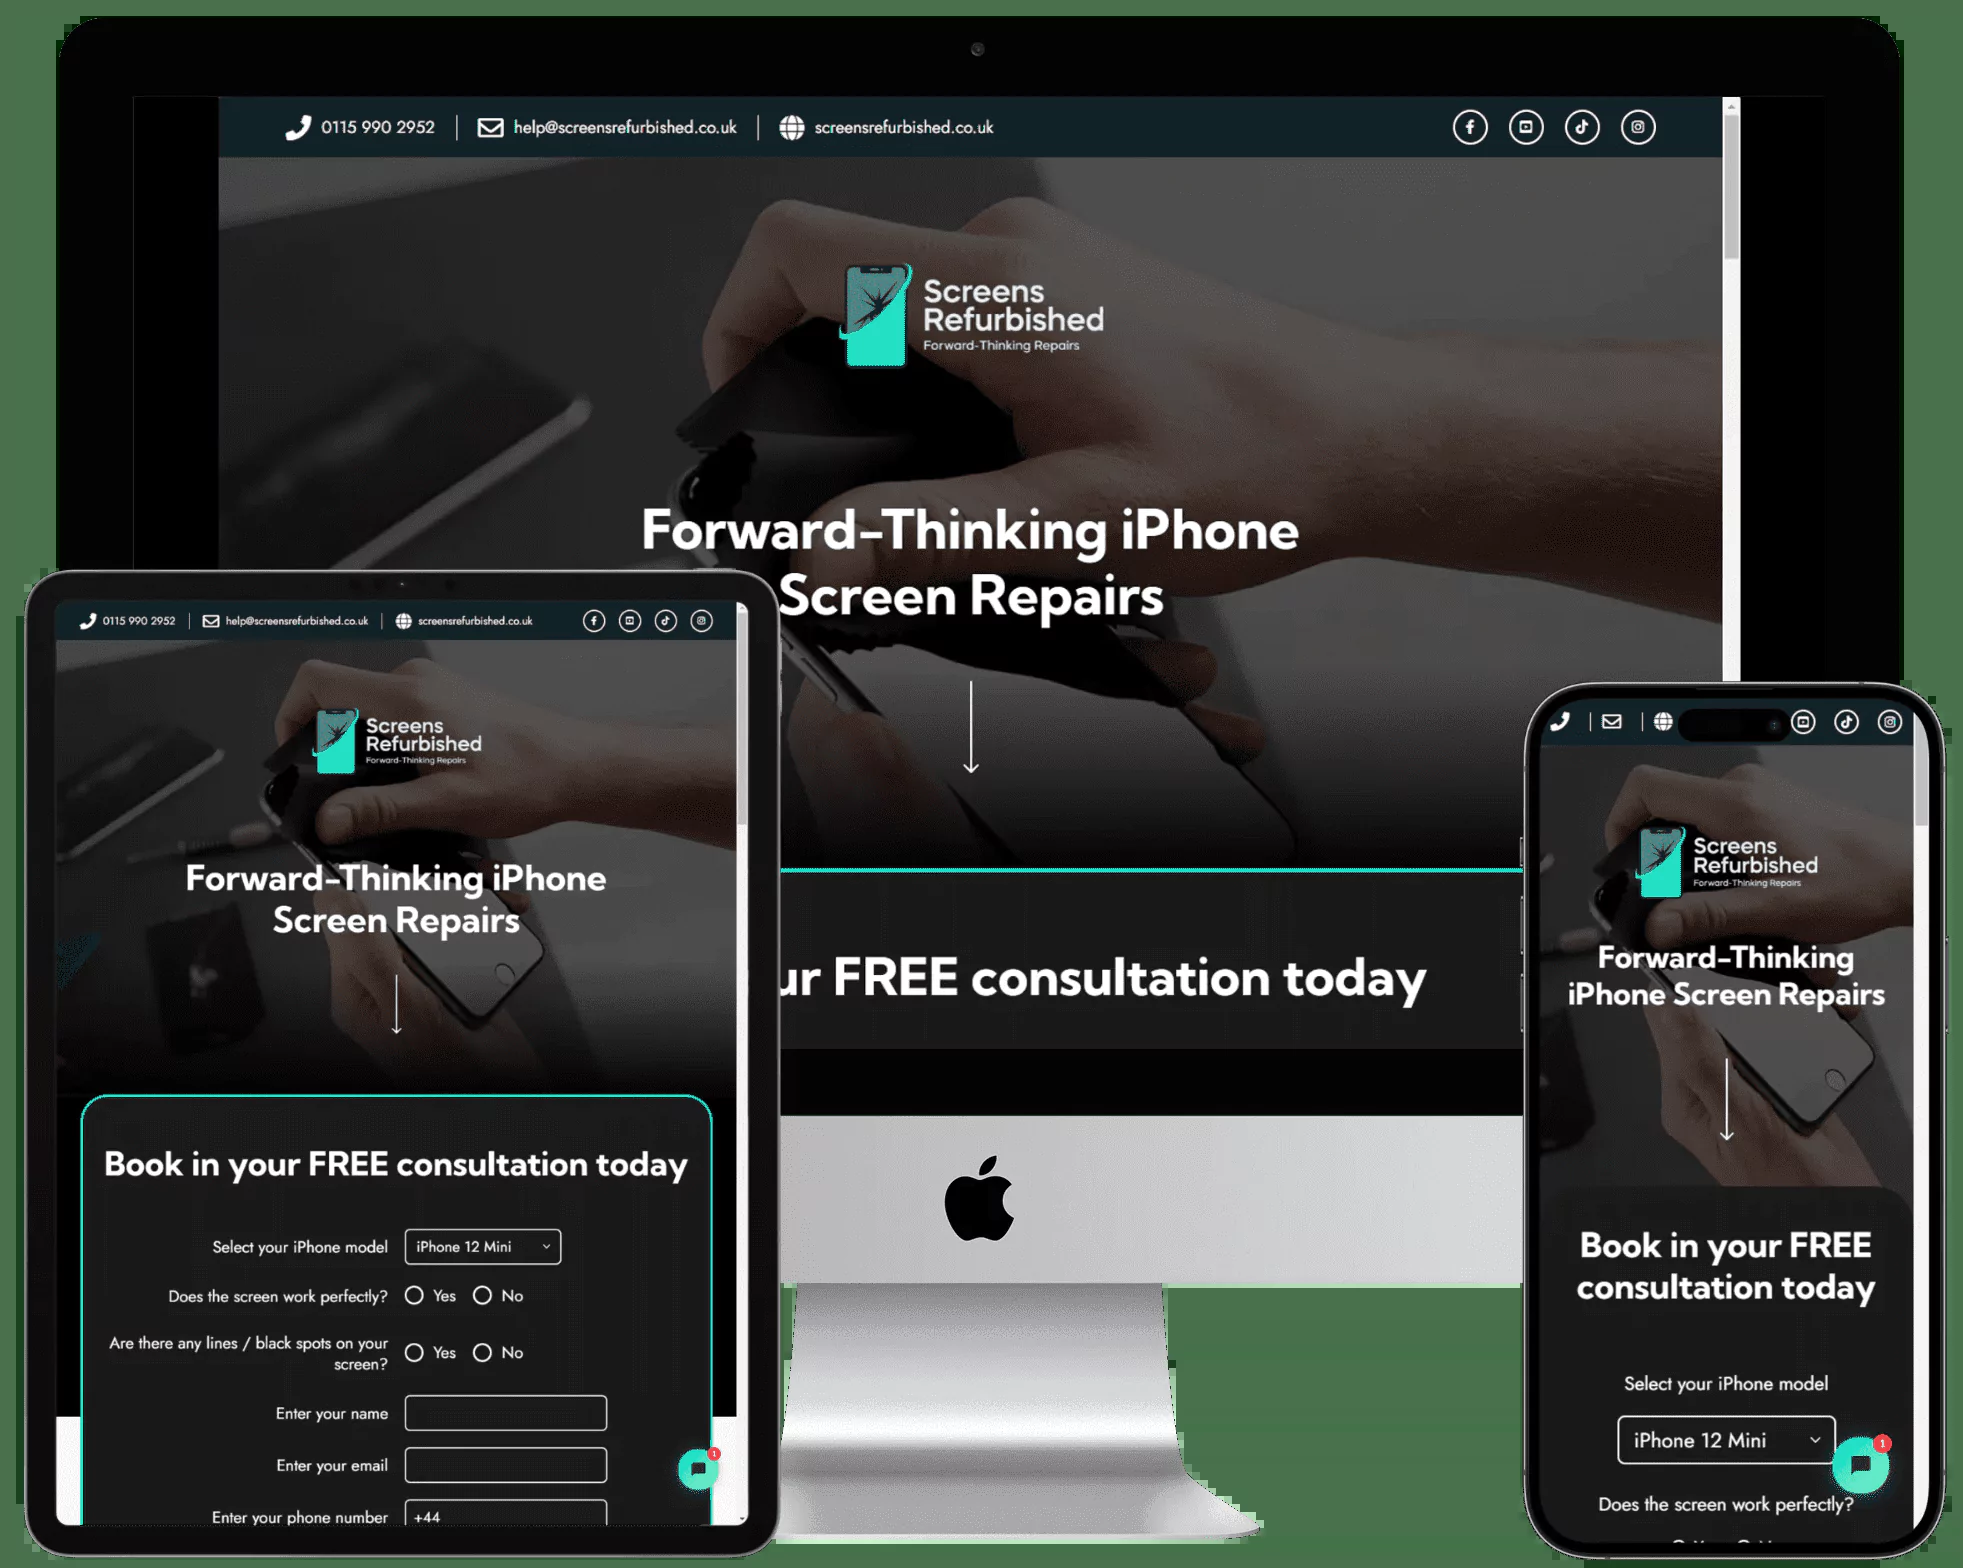 0115 990 2952
help@screensrefurbished.co.uk
screensrefurbished.co.uk
Screens
Refurbished
Forward-Thinking Repairs
Forward-Thinking iPhone
Screen Repairs
ur FREE consultation today
0115 990 2952
help@screensrefurbished.co.uk
screensrefurbished.co.uk
Screens
Refurbished
Forward-Thinking Repairs
Forward-Thinking iPhone
Screen Repairs
Book in your FREE consultation today
Select your iPhone model
iPhone 12 Mini
Does the screen work perfectly?
Yes
No
Are there any lines / black spots on your
screen?
Yes
No
Enter your name
Enter your email
Enter your phone number
+44
1
Screens
Refurbished
Forward-Thinking Repairs
Forward-Thinking
iPhone Screen Repairs
Book in your FREE
consultation today
Select your iPhone model
iPhone 12 Mini
1
Does the screen work perfectly?